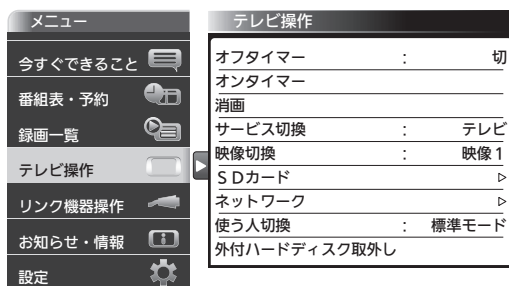 メニュー
今すぐできること
番組表・予約
録画一覧
テレビ操作
リンク機器操作
お知らせ・情報
設定
テレビ操作
オフタイマー : 切
オンタイマー
消画
サービス切換 : テレビ
映像切換 : 映像1
SDカード
ネットワーク
使う人切換 : 標準モード
外付ハードディスク取外し